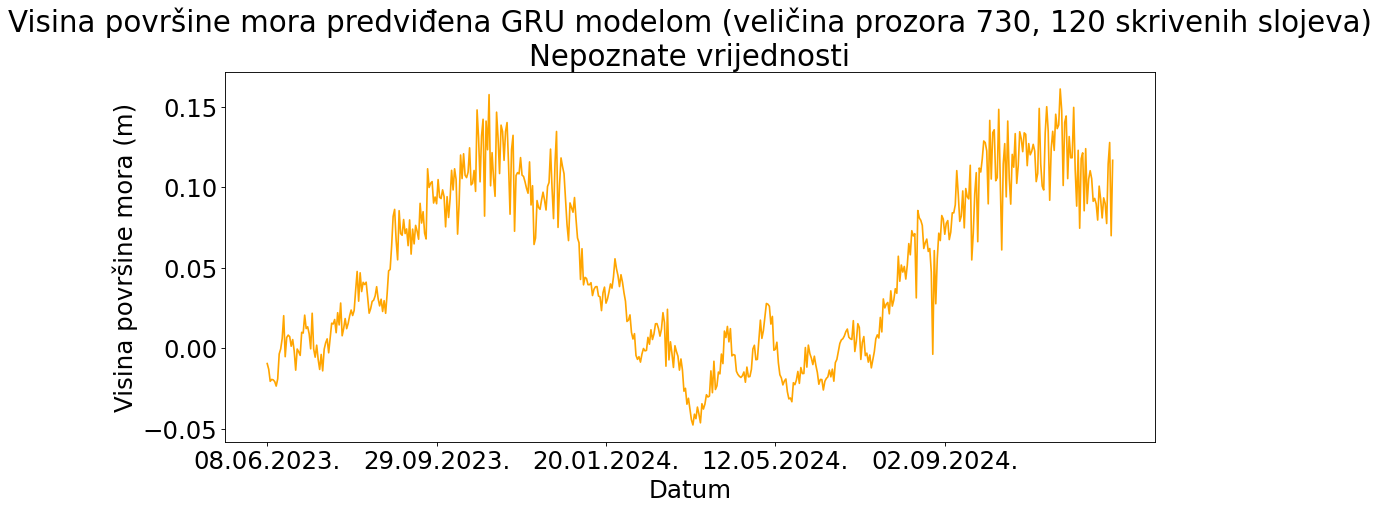 Visina površine mora predviđena GRU modelom (veličina prozora 730, 120 skrivenih slojeva)
Nepoznate vrijednosti
Visina površine mora (m)
0.15
0.10
0.05
0.00
−0.05
08.06.2023. 29.09.2023. 20.01.2024. 12.05.2024. 02.09.2024.
Datum